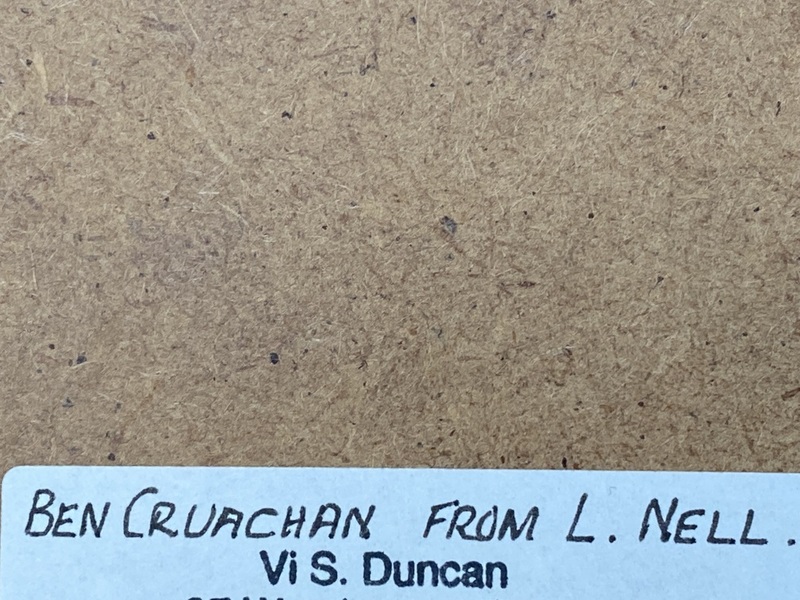 BEN CRUACHAN FROM L. NELL.
Vi S. Duncan